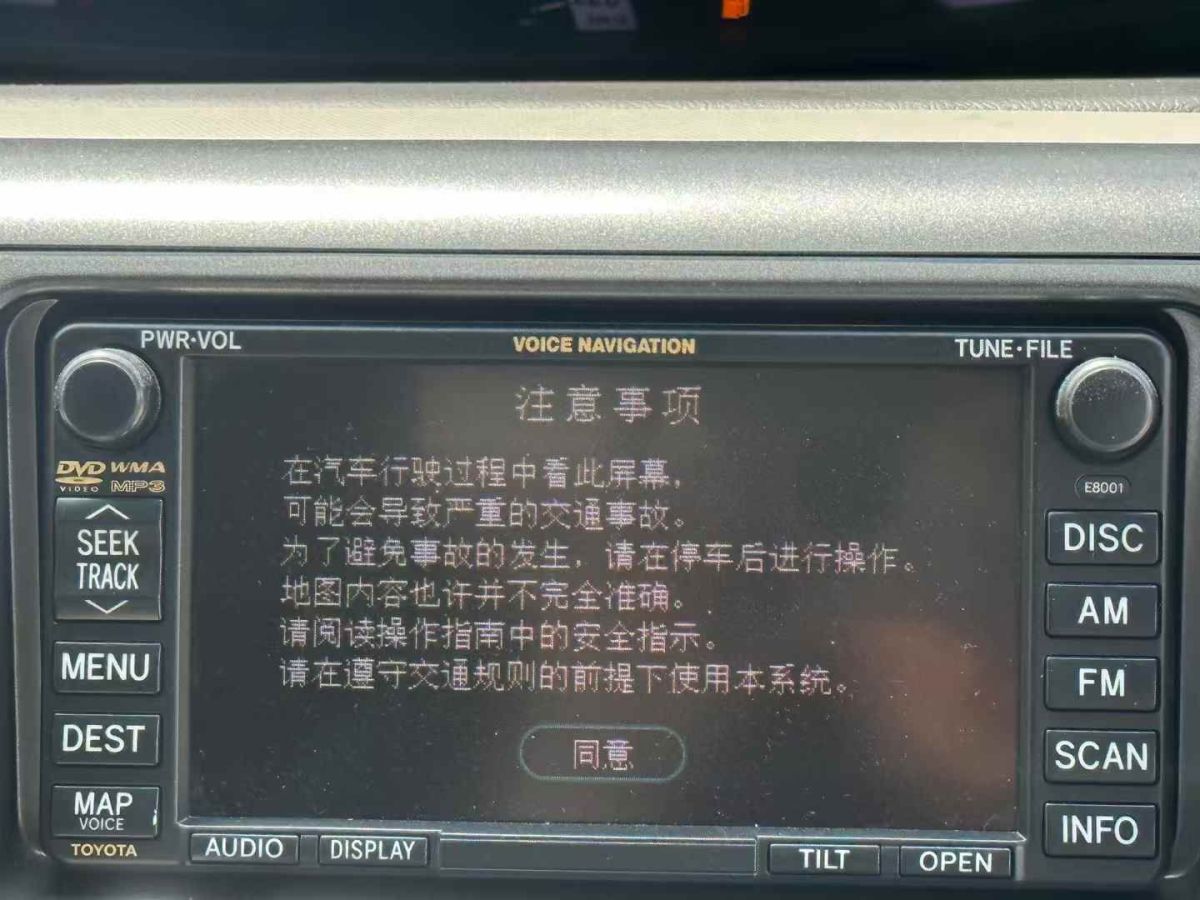 PWR·VOL
VOICE NAVIGATION
TUNE·FILE
注意事项
DVD VIDEO
WMA
MP3
在汽车行驶过程中看此屏幕，
可能会导致严重的交通事故。
为了避免事故的发生，请在停车后进行操作。
地图内容也许并不完全准确。
请阅读操作指南中的安全指示。
请在遵守交通规则的前提下使用本系统。
同意
SEEK
TRACK
MENU
DEST
MAP
VOICE
TOYOTA
E8001
DISC
AM
FM
SCAN
INFO
AUDIO
DISPLAY
TILT
OPEN